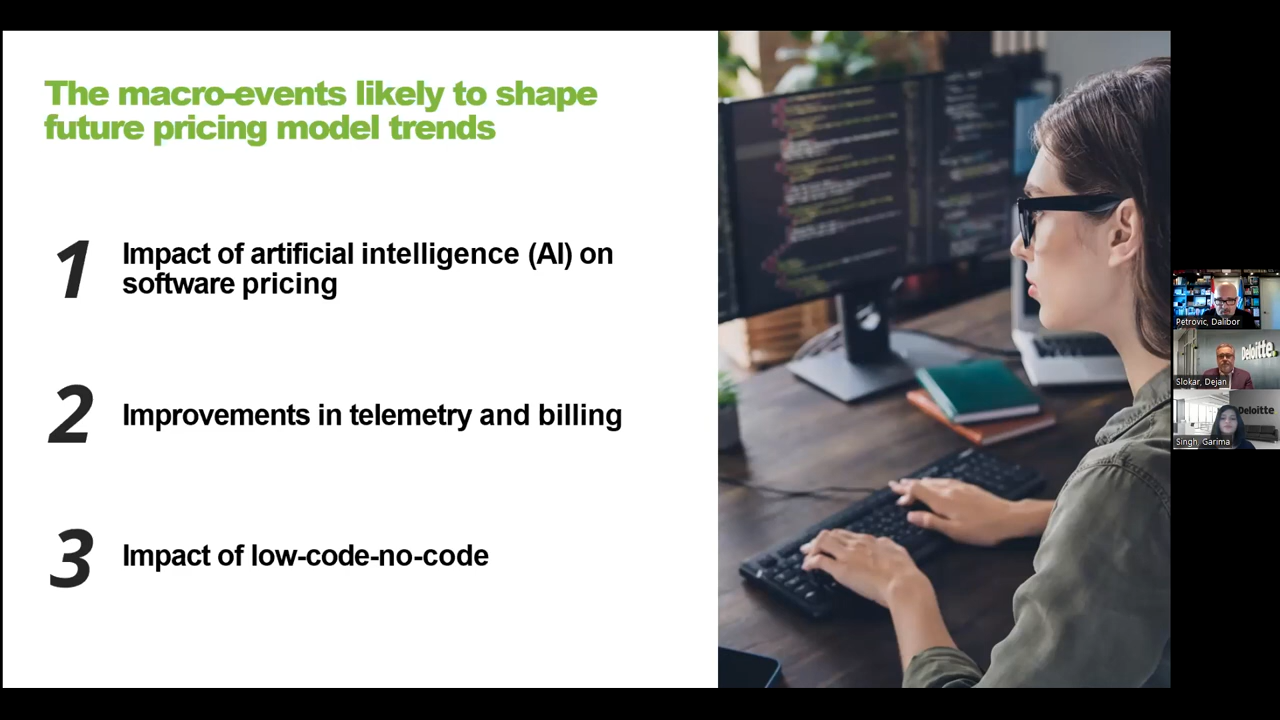 The macro-events likely to shape
future pricing model trends
1
Impact of artificial intelligence (AI) on
software pricing
2
Improvements in telemetry and billing
3
Impact of low-code-no-code
Petrovic, Dalibor
Deloitte.
Slokar, Dejan
Deloitte
Singh, Garima